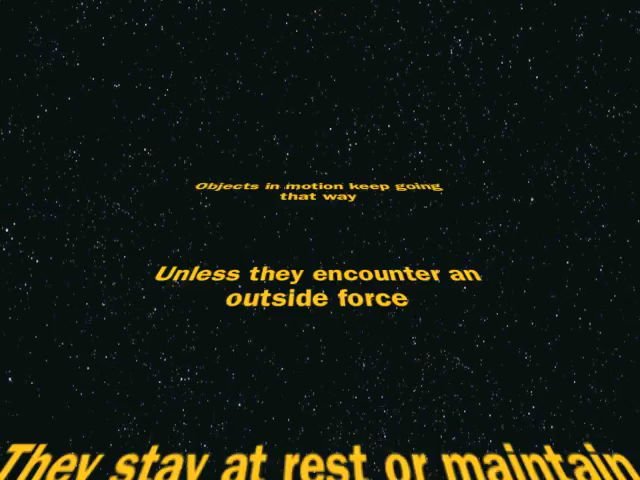 Objects in motion keep going
that way
Unless they encounter an
outside force
They stay at rest or maintain